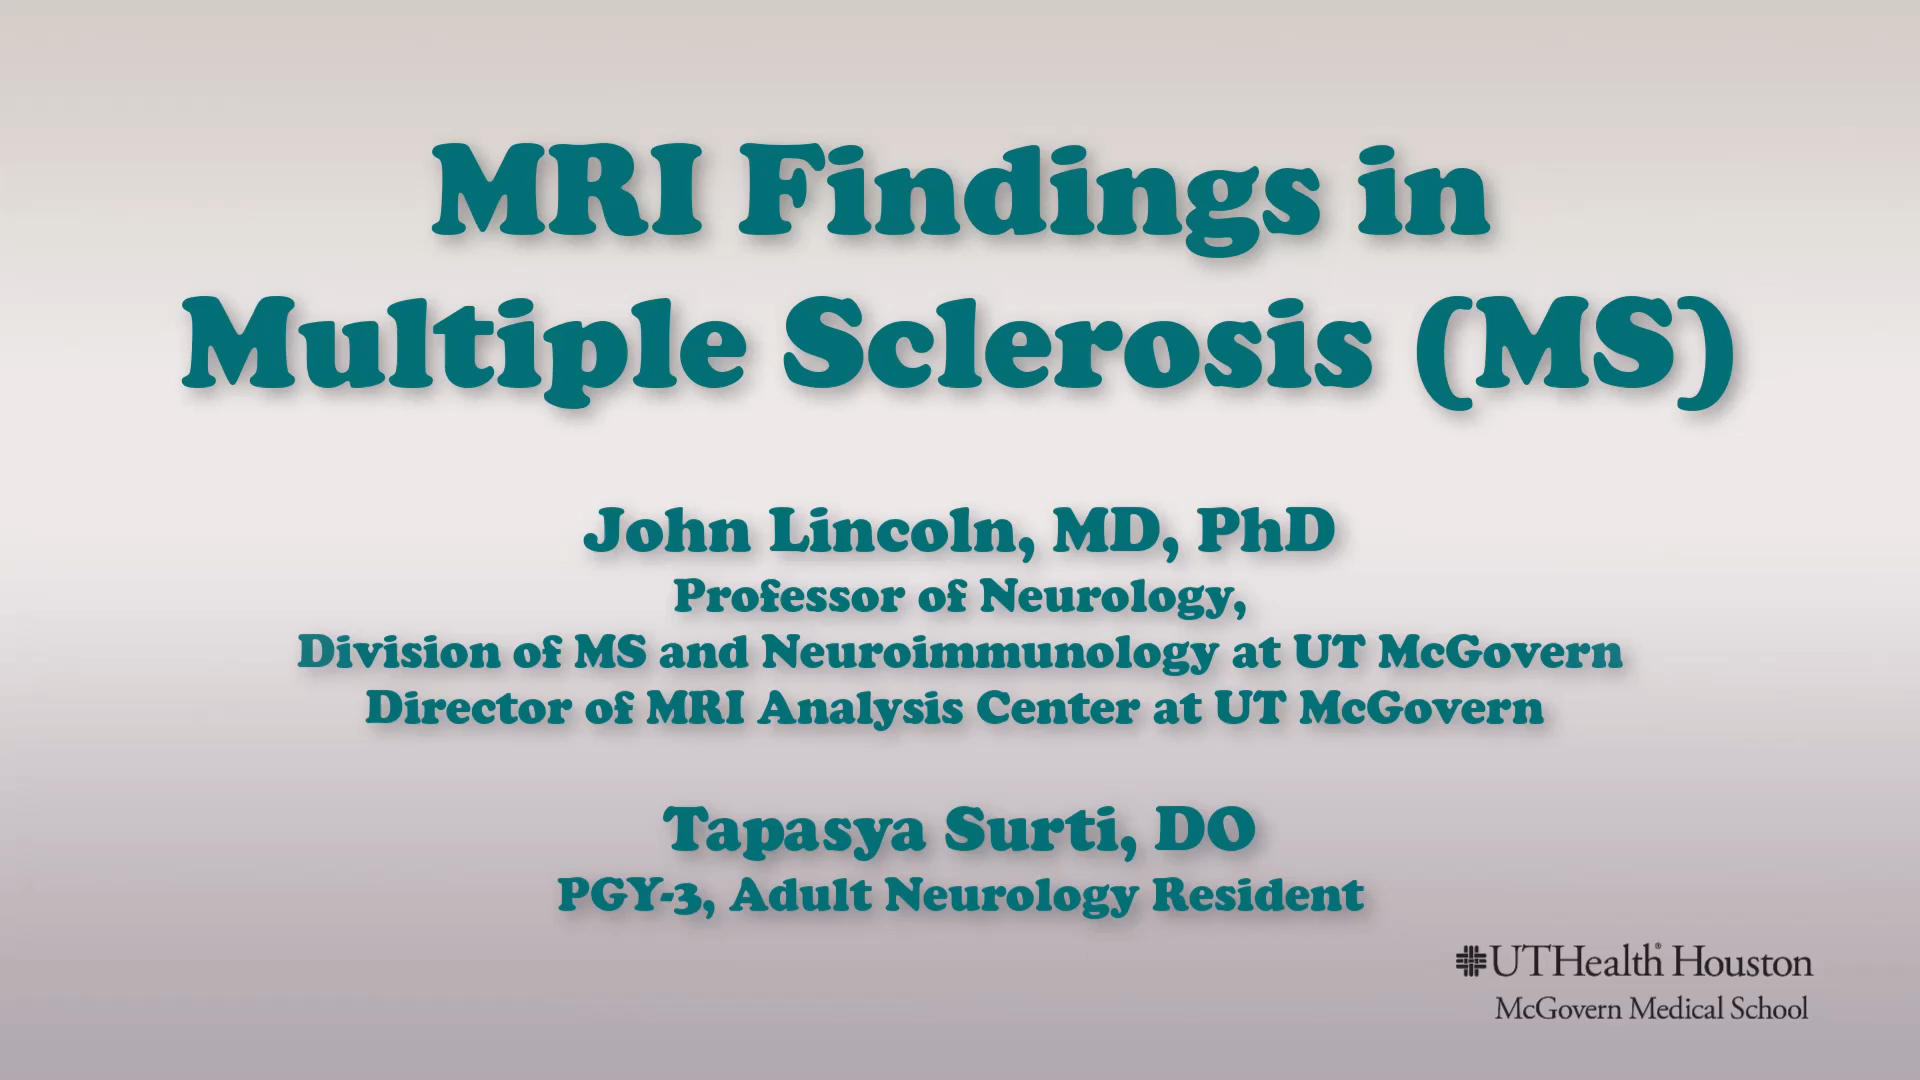 MRI Findings in
Multiple Sclerosis (MS)
John Lincoln, MD, PhD
Professor of Neurology,
Division of MS and Neuroimmunology at UT McGovern
Director of MRI Analysis Center at UT McGovern
Tapasya Surti, DO
PGY-3, Adult Neurology Resident
UTHealth® Houston
McGovern Medical School